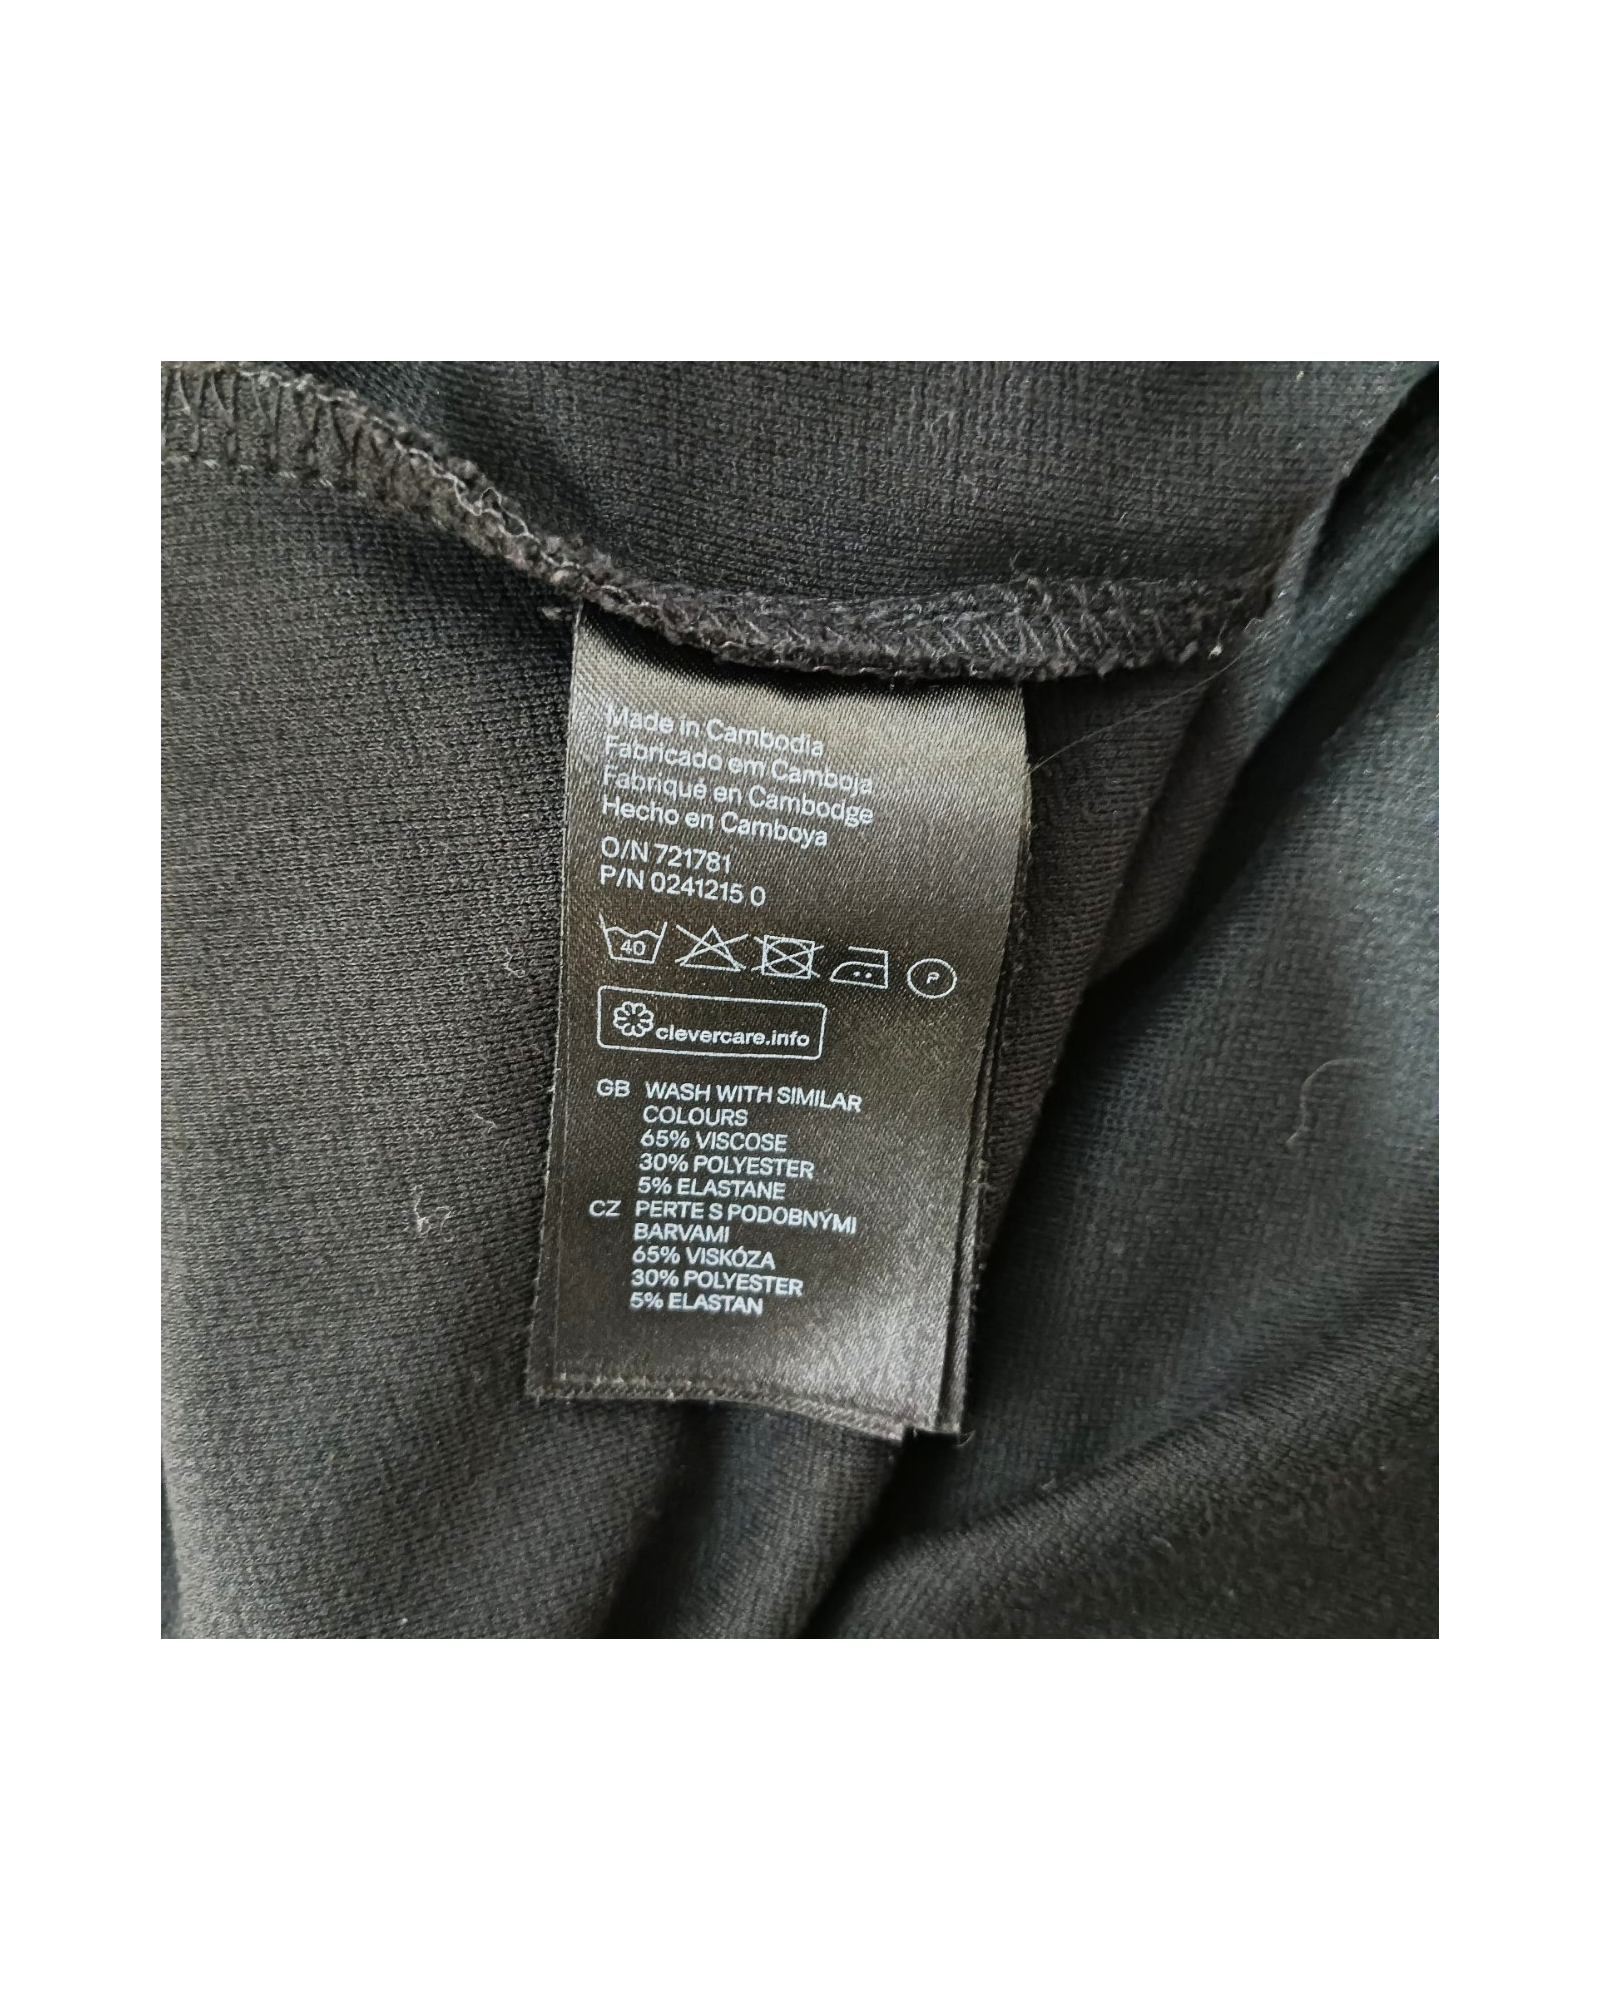 Made in Cambodia
Fabricado em Camboja
Fabriqué en Cambodge
Hecho en Camboya
O/N 721781
P/N 0241215 0
40 P
clevercare.info
GB WASH WITH SIMILAR
COLOURS
65% VISCOSE
30% POLYESTER
5% ELASTANE
CZ PERTE S PODOBNÝMI
BARVAMI
65% VISKÓZA
30% POLYESTER
5% ELASTAN